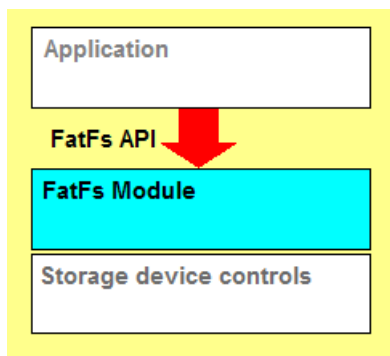 Application
FatFs API
FatFs Module
Storage device controls